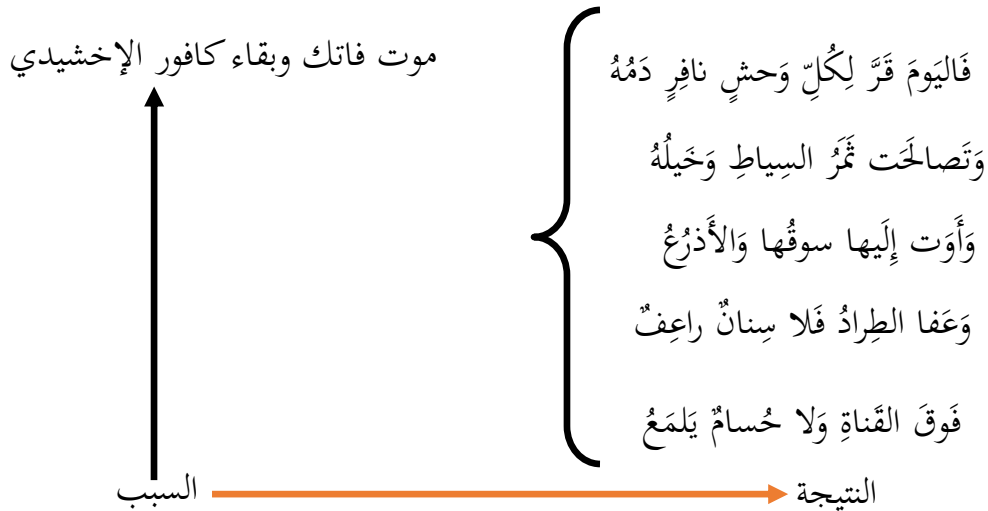 فَاليَومَ قَرَّ لِكُلِّ وَحشٍ نافِرٍ دَمُهُ
وَتَصالَحَت ثَمَرُ السِياطِ وَخَيلُهُ
وَأَوَت إِلَيها سوقُها وَالأَذرُعُ
وَعَفا الطِرادُ فَلا سِنانٌ راعِفٌ
فَوقَ القَناةِ وَلا حُسامٌ يَلمَعُ
النتيجة
موت فاتك وبقاء كافور الإخشيدي
السبب